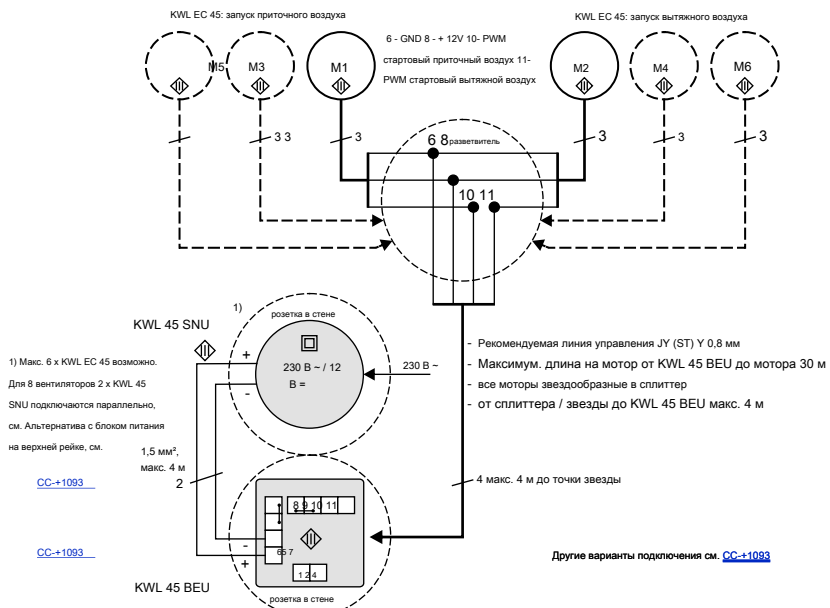 KWL EC 45: запуск приточного воздуха
KWL EC 45: запуск вытяжного воздуха
6 - GND 8 - + 12V 10- PWM
стартовый приточный воздух 11-
PWM стартовый вытяжной воздух
M5
M3
M1
M2
M4
M6
3 3
3
3
3
3
6 8
разветвитель
10 11
1)
розетка в стене
KWL 45 SNU
+
-
230 В ~ / 12
В =
230 В ~
- Рекомендуемая линия управления JY (ST) Y 0,8 мм
- Максимум. длина на мотор от KWL 45 BEU до мотора 30 м
- все моторы звездообразные в сплиттер
- от сплиттера / звезды до KWL 45 BEU макс. 4 м
1) Макс. 6 x KWL EC 45 возможно.
Для 8 вентиляторов 2 x KWL 45
SNU подключаются параллельно,
см. Альтернатива с блоком питания
на верхней рейке, см.
CC-+1093
CC-+1093
1,5 мм²,
макс. 4 м
2
4 макс. 4 м до точки звезды
8 9 10 11
-
+
6 5 7
1 2 4
KWL 45 BEU
розетка в стене
Другие варианты подключения см. CC-+1093